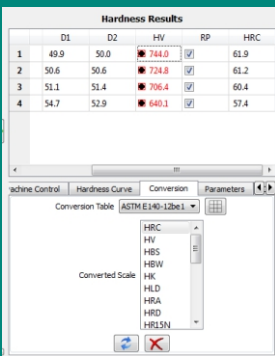 Hardness Results
D1 D2 HV RP HRC
1 49.9 50.0 744.0 61.9
2 50.6 50.6 724.8 61.2
3 51.1 51.4 706.4 60.4
4 54.7 52.9 640.1 57.4
achine Control Hardness Curve Conversion Parameters
Conversion Table ASTM E140-12be1
HRC
HV
HBS
HBW
Converted Scale HK
HLD
HRA
HRD
HR15N